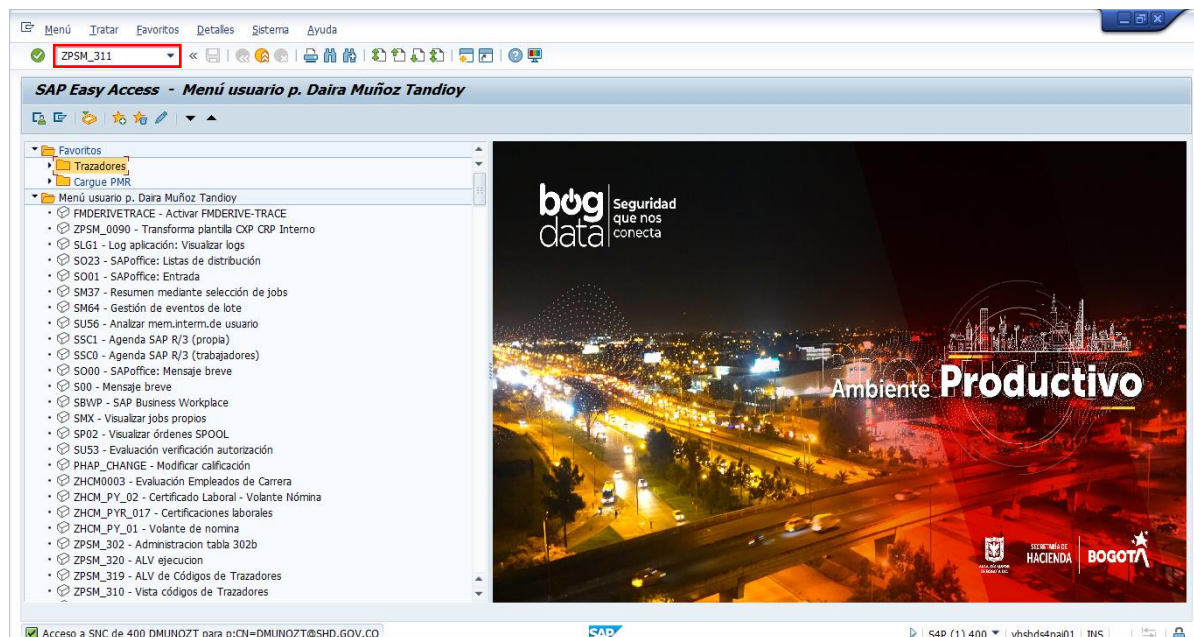 Menú Tratar Favoritos Detalles Sistema Ayuda
ZPSM_311
SAP Easy Access - Menú usuario p. Daira Muñoz Tandioy
Favoritos
Trazadores
Cargue PMR
Menú usuario p. Daira Muñoz Tandioy
FMDERIVETRACE - Activar FMDERIVE-TRACE
ZPSM_0090 - Transforma plantilla CXP CRP Interno
SLG1 - Log aplicación: Visualizar logs
SO23 - SAPoffice: Listas de distribución
SO01 - SAPoffice: Entrada
SM37 - Resumen mediante selección de jobs
SM64 - Gestión de eventos de lote
SU56 - Analizar mem.interm.de usuario
SSC1 - Agenda SAP R/3 (propia)
SSC0 - Agenda SAP R/3 (trabajadores)
SO00 - SAPoffice: Mensaje breve
S00 - Mensaje breve
SBWP - SAP Business Workplace
SMX - Visualizar jobs propios
SP02 - Visualizar órdenes SPOOL
SU53 - Evaluación verificación autorización
PHAP_CHANGE - Modificar calificación
ZHCM0003 - Evaluación Empleados de Carrera
ZHCM_PY_02 - Certificado Laboral - Volante Nómina
ZHCM_PYR_017 - Certificaciones laborales
ZHCM_PY_01 - Volante de nomina
ZPSM_302 - Administracion tabla 302b
ZPSM_320 - ALV ejecucion
ZPSM_319 - ALV de Códigos de Trazadores
ZPSM_310 - Vista códigos de Trazadores
bog
data
Seguridad
que nos
conecta
Ambiente Productivo
SECRETARÍA DE
HACIENDA
BOGOTÁ
Acceso a SNC de 400 DMUNOZT para p:CN=DMUNOZT@SHD.GOV.CO
SAP
S4P (1) 400
vhshds4pai01
INS